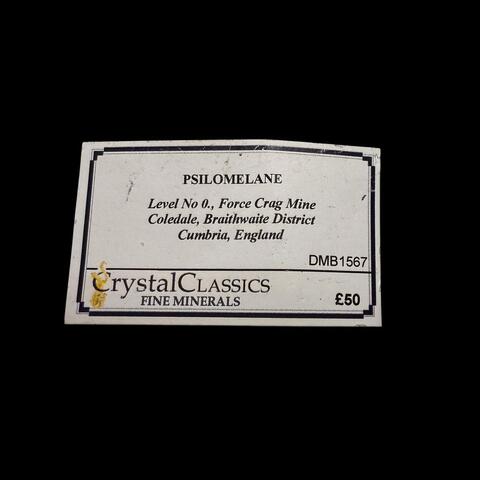 PSILOMELANE
Level No 0., Force Crag Mine
Coledale, Braithwaite District
Cumbria, England
DMB1567
CrystalClassics
FINE MINERALS
£50